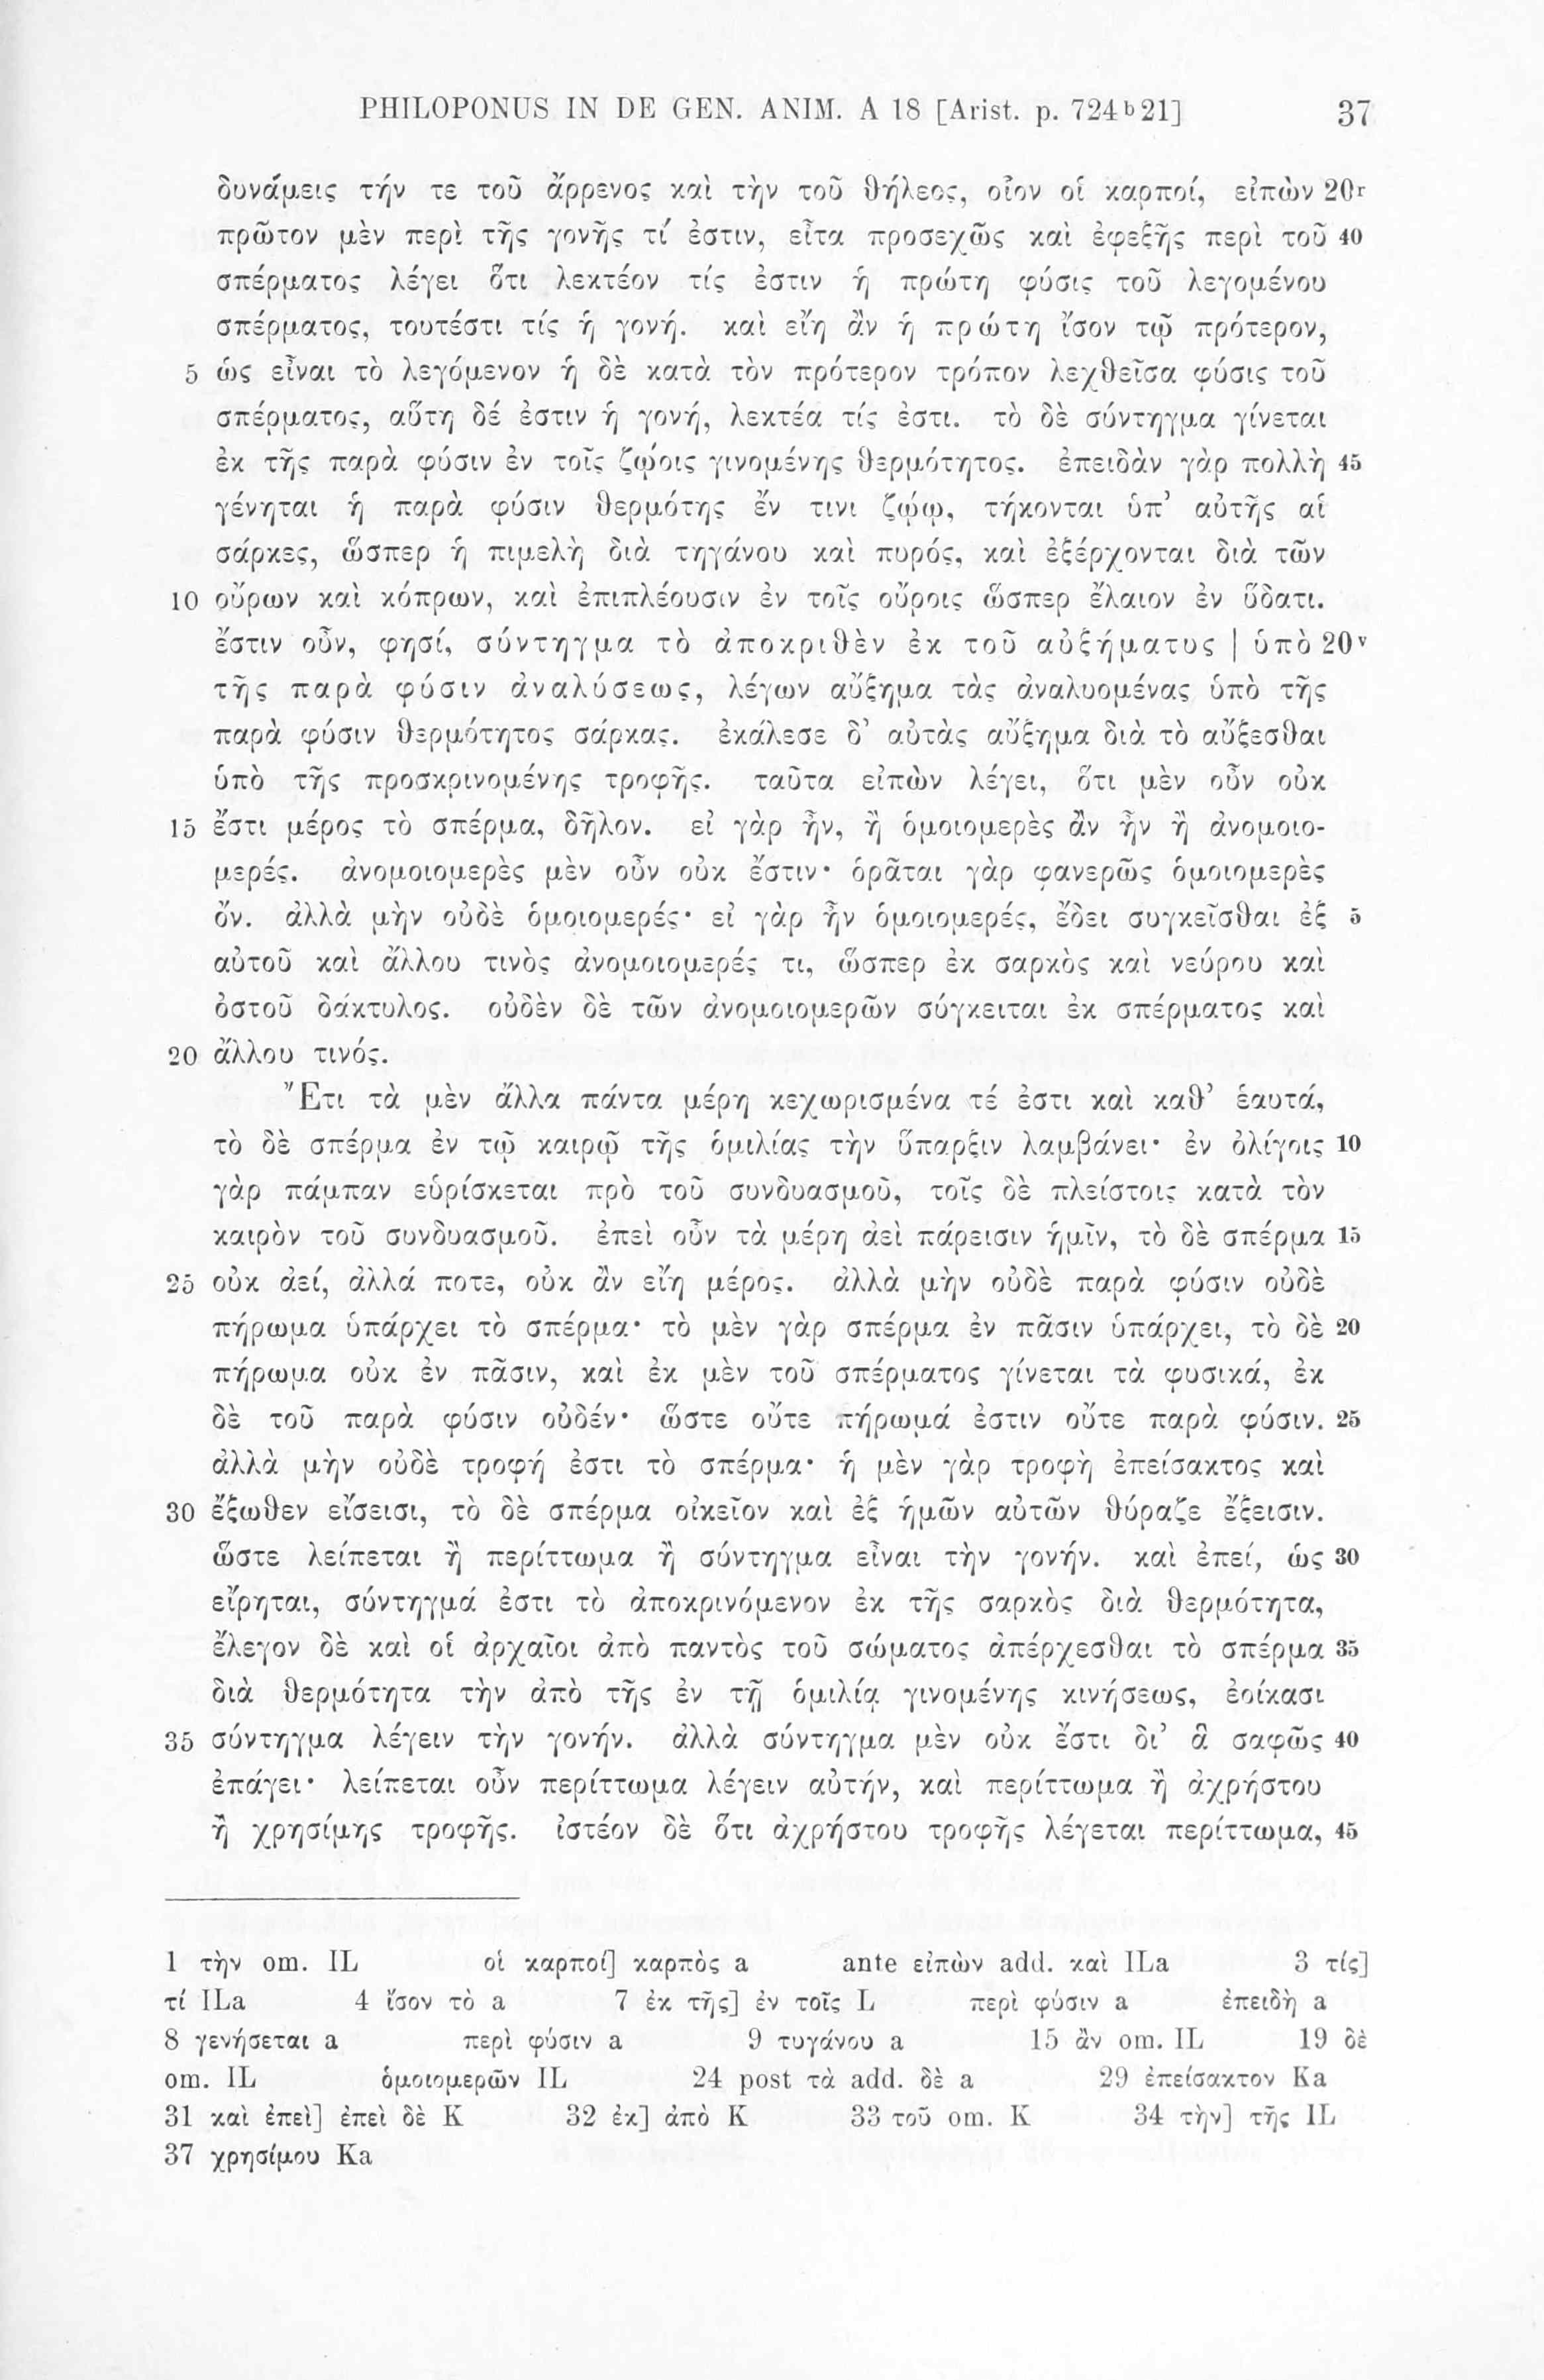 PHILOPONUS IN DE GEN. ANIM. A 18 [Arist. p. 724b21] 37
δυνάμεις τήν τε τοῦ ἄρρενος καὶ τὴν τοῦ θήλεος, οἷον οἱ καρποί, εἰπὼν 20r
πρῶτον μὲν περὶ τῆς γονῆς τί ἐστιν, εἶτα προσεχῶς καὶ ἐφεξῆς περὶ τοῦ 40
σπέρματος λέγει ὅτι λεκτέον τίς ἐστιν ἡ πρώτη φύσις τοῦ λεγομένου
σπέρματος, τουτέστι τίς ἡ γονή. καὶ εἴη ἂν ἡ πρώτη ἴσον τῷ πρότερον,
5 ὡς εἶναι τὸ λεγόμενον ἡ δὲ κατὰ τὸν πρότερον τρόπον λεχθεῖσα φύσις τοῦ
σπέρματος, αὕτη δέ ἐστιν ἡ γονή, λεκτέα τίς ἐστι. τὸ δὲ σύντηγμα γίνεται
ἐκ τῆς παρὰ φύσιν ἐν τοῖς ζῴοις γινομένης θερμότητος. ἐπειδὰν γὰρ πολλὴ 45
γένηται ἡ παρὰ φύσιν θερμότης ἔν τινι ζῴῳ, τήκονται ὑπ’ αὐτῆς αἱ
σάρκες, ὥσπερ ἡ πιμελὴ διὰ τηγάνου καὶ πυρός, καὶ ἐξέρχονται διὰ τῶν
10 οὔρων καὶ κόπρων, καὶ ἐπιπλέουσιν ἐν τοῖς οὔροις ὥσπερ ἔλαιον ἐν ὕδατι.
ἔστιν οὖν, φησί, σύντηγμα τὸ ἀποκριθὲν ἐκ τοῦ αὐξήματος | ὑπὸ 20v
τῆς παρὰ φύσιν ἀναλύσεως, λέγων αὔξημα τὰς ἀναλυομένας ὑπὸ τῆς
παρὰ φύσιν θερμότητος σάρκας. ἐκάλεσε δ’ αὐτὰς αὔξημα διὰ τὸ αὔξεσθαι
ὑπὸ τῆς προσκρινομένης τροφῆς. ταῦτα εἰπὼν λέγει, ὅτι μὲν οὖν οὐκ
15 ἔστι μέρος τὸ σπέρμα, δῆλον. εἰ γὰρ ἦν, ἢ ὁμοιομερὲς ἂν ἦν ἢ ἀνομοιο-
μερές. ἀνομοιομερὲς μὲν οὖν οὐκ ἔστιν· ὁρᾶται γὰρ φανερῶς ὁμοιομερὲς
ὄν. ἀλλὰ μὴν οὐδὲ ὁμοιομερές· εἰ γὰρ ἦν ὁμοιομερές, ἔδει συγκεῖσθαι ἐξ 5
αὐτοῦ καὶ ἄλλου τινὸς ἀνομοιομερές τι, ὥσπερ ἐκ σαρκὸς καὶ νεύρου καὶ
ὀστοῦ δάκτυλος. οὐδὲν δὲ τῶν ἀνομοιομερῶν σύγκειται ἐκ σπέρματος καὶ
20 ἄλλου τινός.
Ἔτι τὰ μὲν ἄλλα πάντα μέρη κεχωρισμένα τέ ἐστι καὶ καθ’ ἑαυτά,
τὸ δὲ σπέρμα ἐν τῷ καιρῷ τῆς ὁμιλίας τὴν ὕπαρξιν λαμβάνει· ἐν ὀλίγοις 10
γὰρ πάμπαν εὑρίσκεται πρὸ τοῦ συνδυασμοῦ, τοῖς δὲ πλείστοις κατὰ τὸν
καιρὸν τοῦ συνδυασμοῦ. ἐπεὶ οὖν τὰ μέρη ἀεὶ πάρεισιν ἡμῖν, τὸ δὲ σπέρμα 15
25 οὐκ ἀεί, ἀλλά ποτε, οὐκ ἂν εἴη μέρος. ἀλλὰ μὴν οὐδὲ παρὰ φύσιν οὐδὲ
πήρωμα ὑπάρχει τὸ σπέρμα· τὸ μὲν γὰρ σπέρμα ἐν πᾶσιν ὑπάρχει, τὸ δὲ 20
πήρωμα οὐκ ἐν πᾶσιν, καὶ ἐκ μὲν τοῦ σπέρματος γίνεται τὰ φυσικά, ἐκ
δὲ τοῦ παρὰ φύσιν οὐδέν· ὥστε οὔτε πήρωμά ἐστιν οὔτε παρὰ φύσιν. 25
ἀλλὰ μὴν οὐδὲ τροφή ἐστι τὸ σπέρμα· ἡ μὲν γὰρ τροφὴ ἐπείσακτος καὶ
30 ἔξωθεν εἴσεισι, τὸ δὲ σπέρμα οἰκεῖον καὶ ἐξ ἡμῶν αὐτῶν θύραζε ἔξεισιν.
ὥστε λείπεται ἢ περίττωμα ἢ σύντηγμα εἶναι τὴν γονήν. καὶ ἐπεί, ὡς 30
εἴρηται, σύντηγμά ἐστι τὸ ἀποκρινόμενον ἐκ τῆς σαρκὸς διὰ θερμότητα,
ἔλεγον δὲ καὶ οἱ ἀρχαῖοι ἀπὸ παντὸς τοῦ σώματος ἀπέρχεσθαι τὸ σπέρμα 35
διὰ θερμότητα τὴν ἀπὸ τῆς ἐν τῇ ὁμιλίᾳ γινομένης κινήσεως, ἐοίκασι
35 σύντηγμα λέγειν τὴν γονήν. ἀλλὰ σύντηγμα μὲν οὐκ ἔστι δι’ ἃ σαφῶς 40
ἐπάγει· λείπεται οὖν περίττωμα λέγειν αὐτήν, καὶ περίττωμα ἢ ἀχρήστου
ἢ χρησίμης τροφῆς. ἰστέον δὲ ὅτι ἀχρήστου τροφῆς λέγεται περίττωμα, 45
1 τὴν om. IL οἱ καρποί] καρπὸς a ante εἰπὼν add. καὶ ILa 3 τίς]
τί ILa 4 ἴσον τὸ a 7 ἐκ τῆς] ἐν τοῖς L περὶ φύσιν a ἐπειδὴ a
8 γενήσεται a περὶ φύσιν a 9 τυγάνου a 15 ἂν om. IL 19 δὲ
om. IL ὁμοιομερῶν IL 24 post τὰ add. δὲ a 29 ἐπείσακτον Ka
31 καὶ ἐπεὶ] ἐπεὶ δὲ K 32 ἐκ] ἀπὸ K 33 τοῦ om. K 34 τὴν] τῆς IL
37 χρησίμου Ka